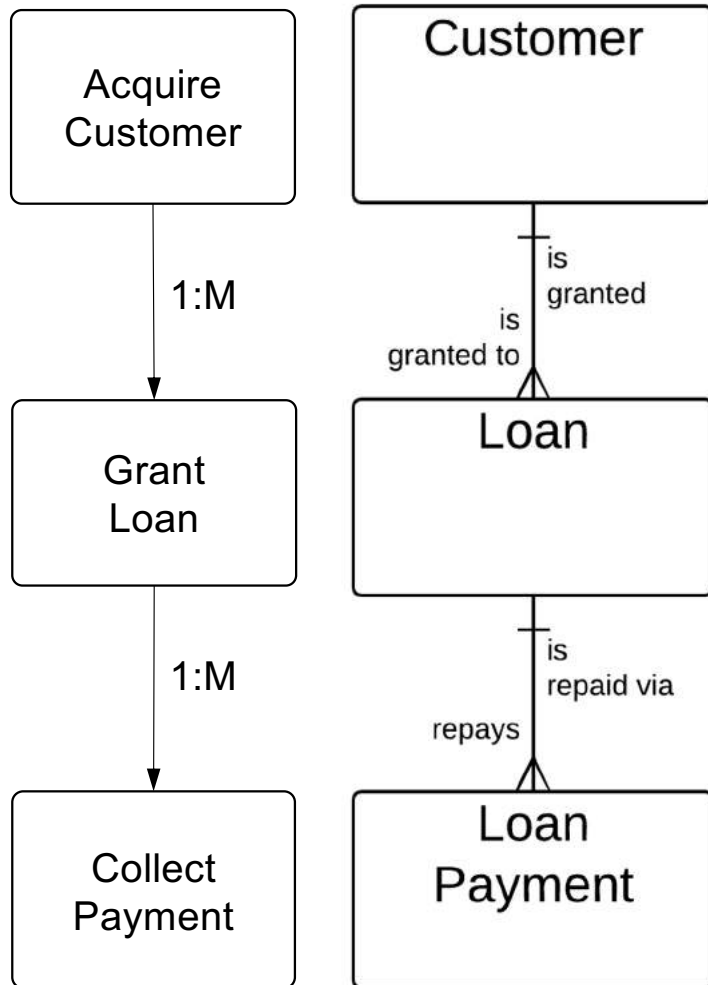 Acquire
Customer
1:M
Grant
Loan
1:M
Collect
Payment
Customer
is
granted
is
granted to
Loan
is
repaid via
repays
Loan
Payment